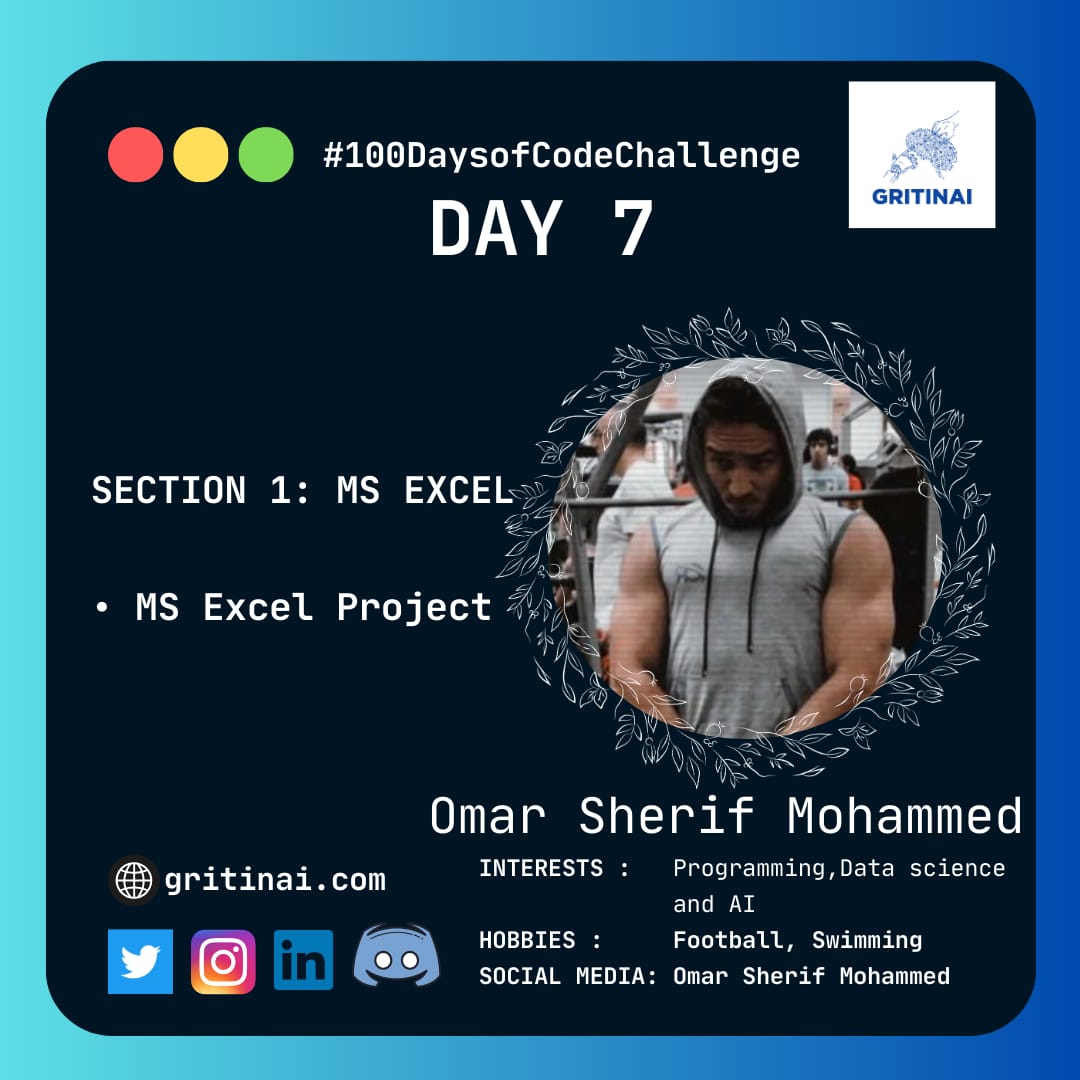 #100DaysofCodeChallenge
DAY 7
GRITINAI
SECTION 1: MS EXCEL
• MS Excel Project
Omar Sherif Mohammed
INTERESTS : Programming,Data science
and AI
HOBBIES : Football, Swimming
SOCIAL MEDIA: Omar Sherif Mohammed
gritinai.com
in